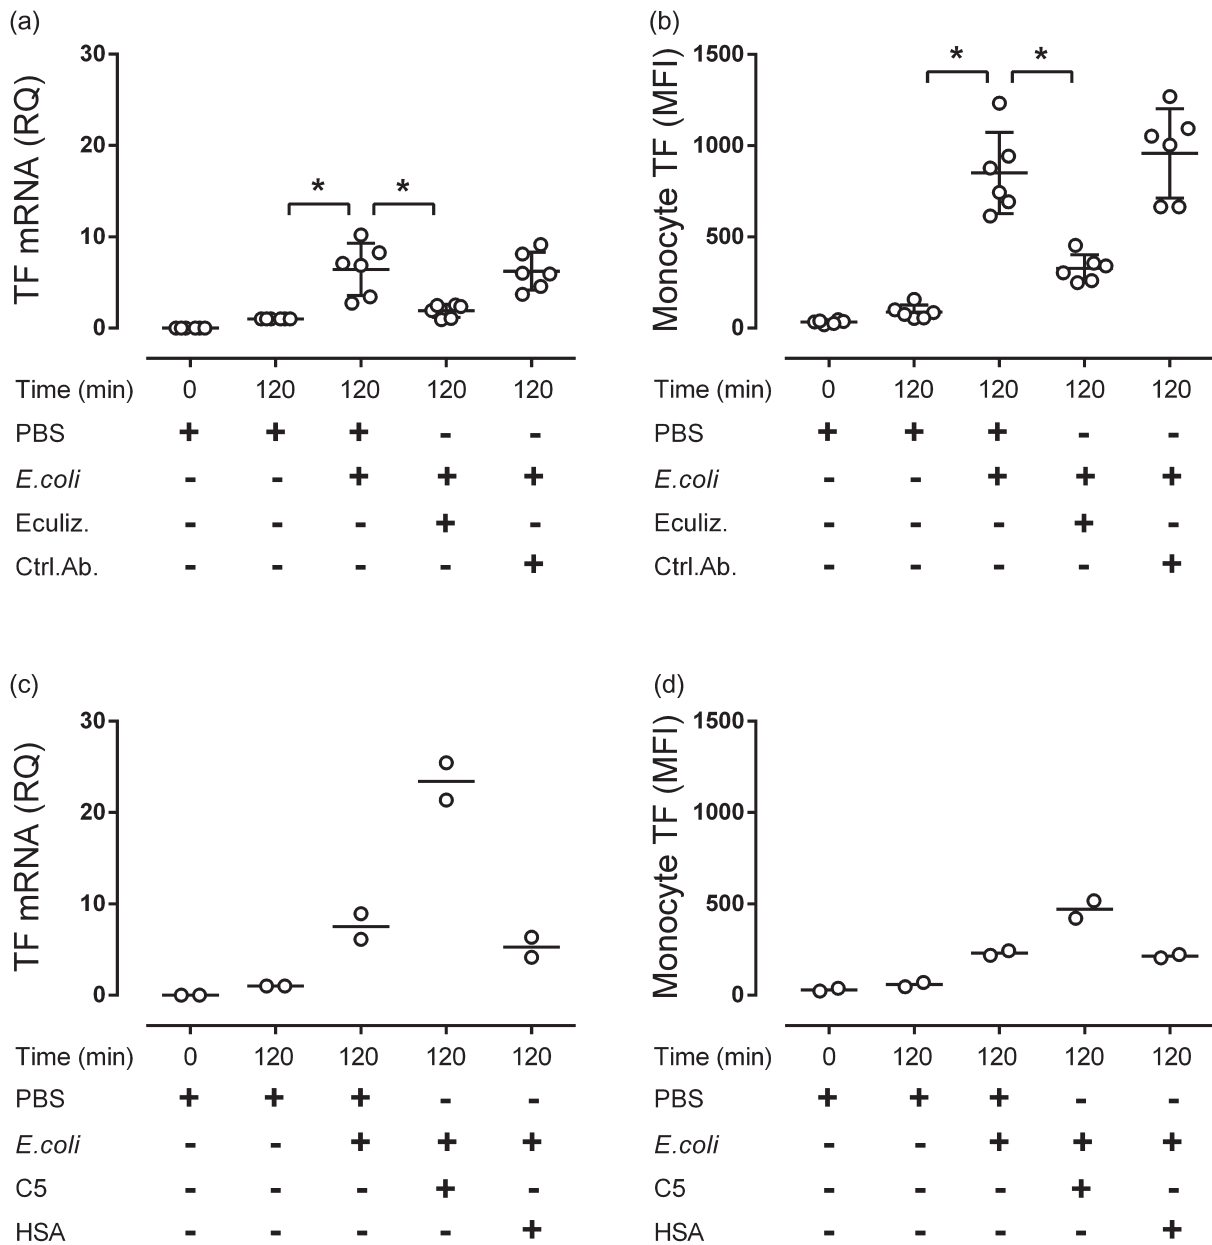 (a)
TF mRNA (RQ)
30
20
10
0
* *
Time (min) 0 120 120 120 120
PBS + + + - -
E.coli - - + + +
Eculiz. - - - + -
Ctrl.Ab. - - - - +
(b)
Monocyte TF (MFI)
1500
1000
500
0
* *
Time (min) 0 120 120 120 120
PBS + + + - -
E.coli - - + + +
Eculiz. - - - + -
Ctrl.Ab. - - - - +
(c)
TF mRNA (RQ)
30
20
10
0
Time (min) 0 120 120 120 120
PBS + + + - -
E.coli - - + + +
C5 - - - + -
HSA - - - - +
(d)
Monocyte TF (MFI)
1500
1000
500
0
Time (min) 0 120 120 120 120
PBS + + + - -
E.coli - - + + +
C5 - - - + -
HSA - - - - +